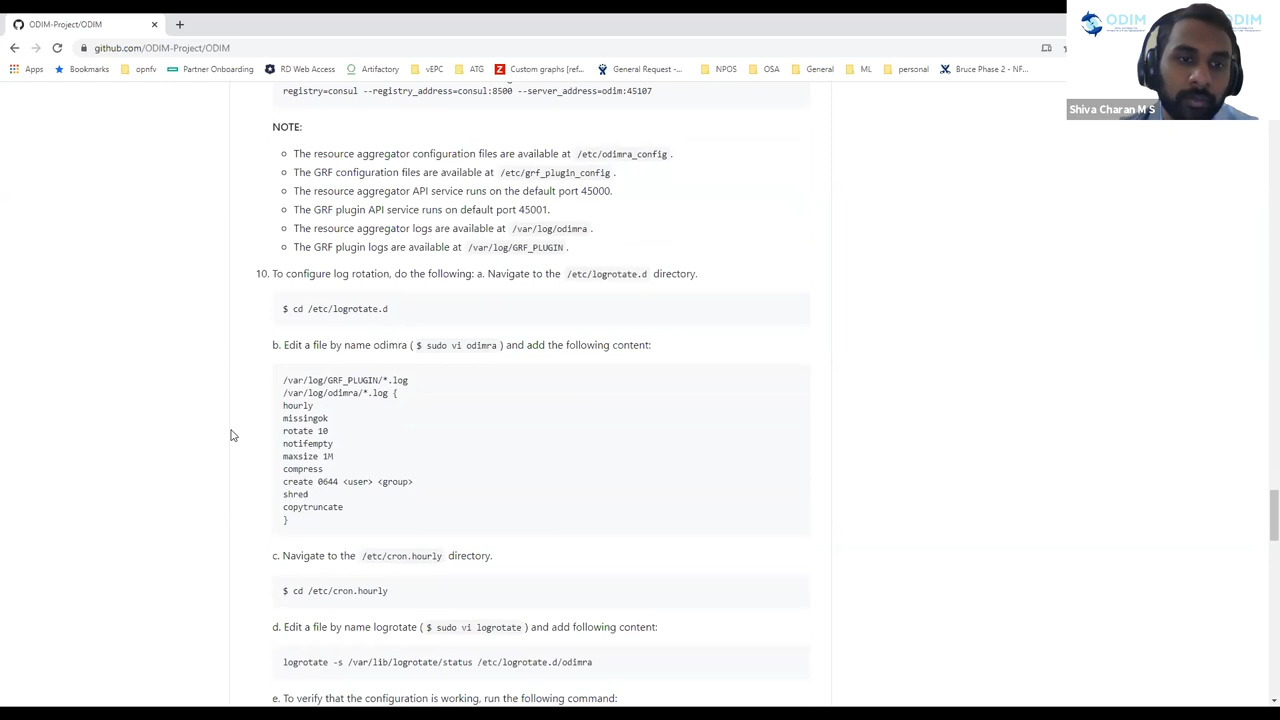 ODIM-Project/ODIM
github.com/ODIM-Project/ODIM
Apps Bookmarks opnfv Partner Onboarding RD Web Access Artifactory vEPC ATG Custom graphs [ref... General Request -... NPOS OSA General ML personal Bruce Phase 2 - NF...
ODIM
Shiva Charan M S
registry=consul --registry_address=consul:8500 --server_address=odim:45107
NOTE:
The resource aggregator configuration files are available at /etc/odimra_config.
The GRF configuration files are available at /etc/grf_plugin_config.
The resource aggregator API service runs on the default port 45000.
The GRF plugin API service runs on default port 45001.
The resource aggregator logs are available at /var/log/odimra.
The GRF plugin logs are available at /var/log/GRF_PLUGIN.
10. To configure log rotation, do the following: a. Navigate to the /etc/logrotate.d directory.
$ cd /etc/logrotate.d
b. Edit a file by name odimra ( $ sudo vi odimra ) and add the following content:
/var/log/GRF_PLUGIN/*.log
/var/log/odimra/*.log {
hourly
missingok
rotate 10
notifempty
maxsize 1M
compress
create 0644 <user> <group>
shred
copytruncate
}
c. Navigate to the /etc/cron.hourly directory.
$ cd /etc/cron.hourly
d. Edit a file by name logrotate ( $ sudo vi logrotate ) and add following content:
logrotate -s /var/lib/logrotate/status /etc/logrotate.d/odimra
e. To verify that the configuration is working, run the following command: